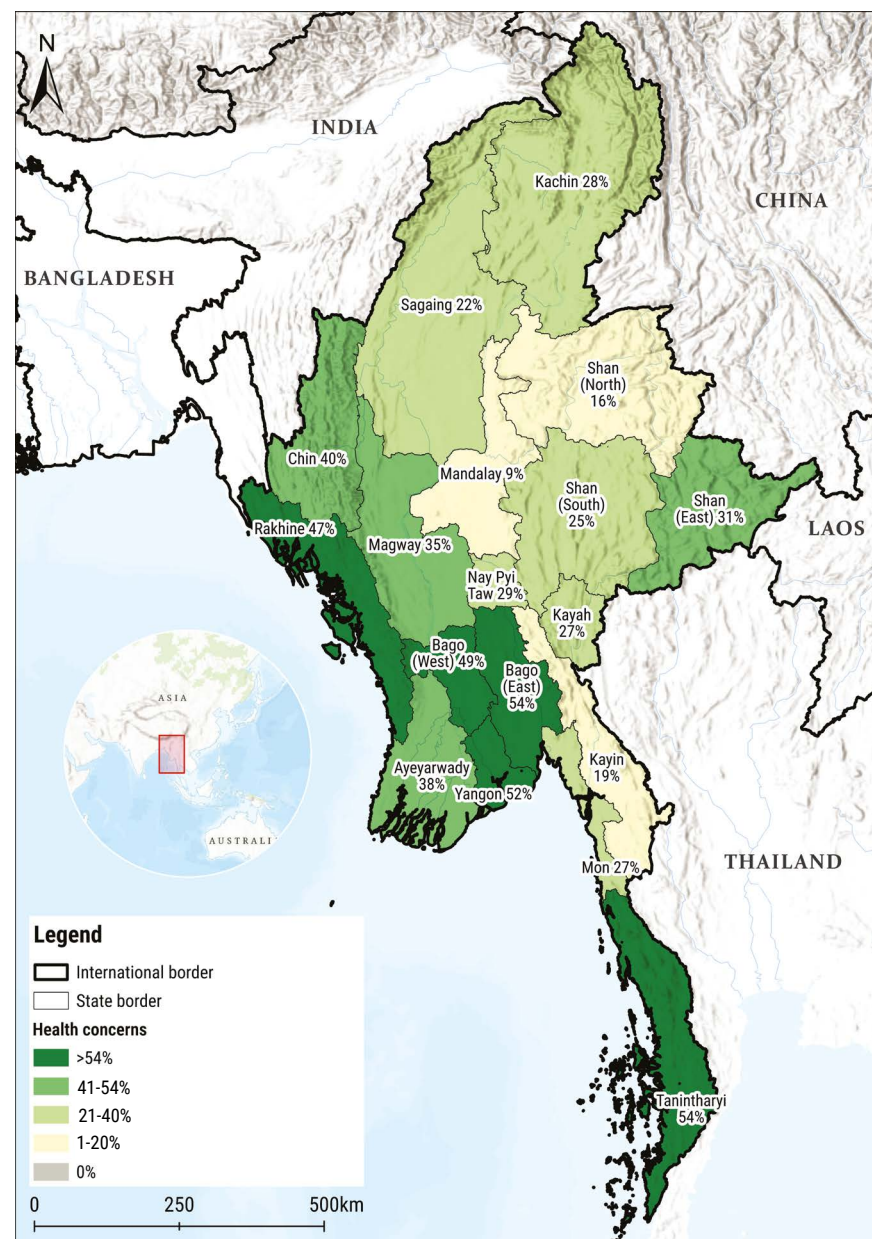 N
INDIA
CHINA
BANGLADESH
Kachin 28%
Sagaing 22%
Shan
(North)
16%
Chin 40%
Mandalay 9%
Shan
(South)
25%
Shan
(East) 31%
Rakhine 47%
Magway 35%
LAOS
Nay Pyi
Taw 29%
Kayah
27%
Bago
(West) 49%
Bago
(East)
54%
ASIA
Ayeyarwady
38%
Yangon 52%
Kayin
19%
AUSTRALI
THAILAND
Mon 27%
Tanintharyi
54%
Legend
International border
State border
Health concerns
>54%
41-54%
21-40%
1-20%
0%
0 250 500km